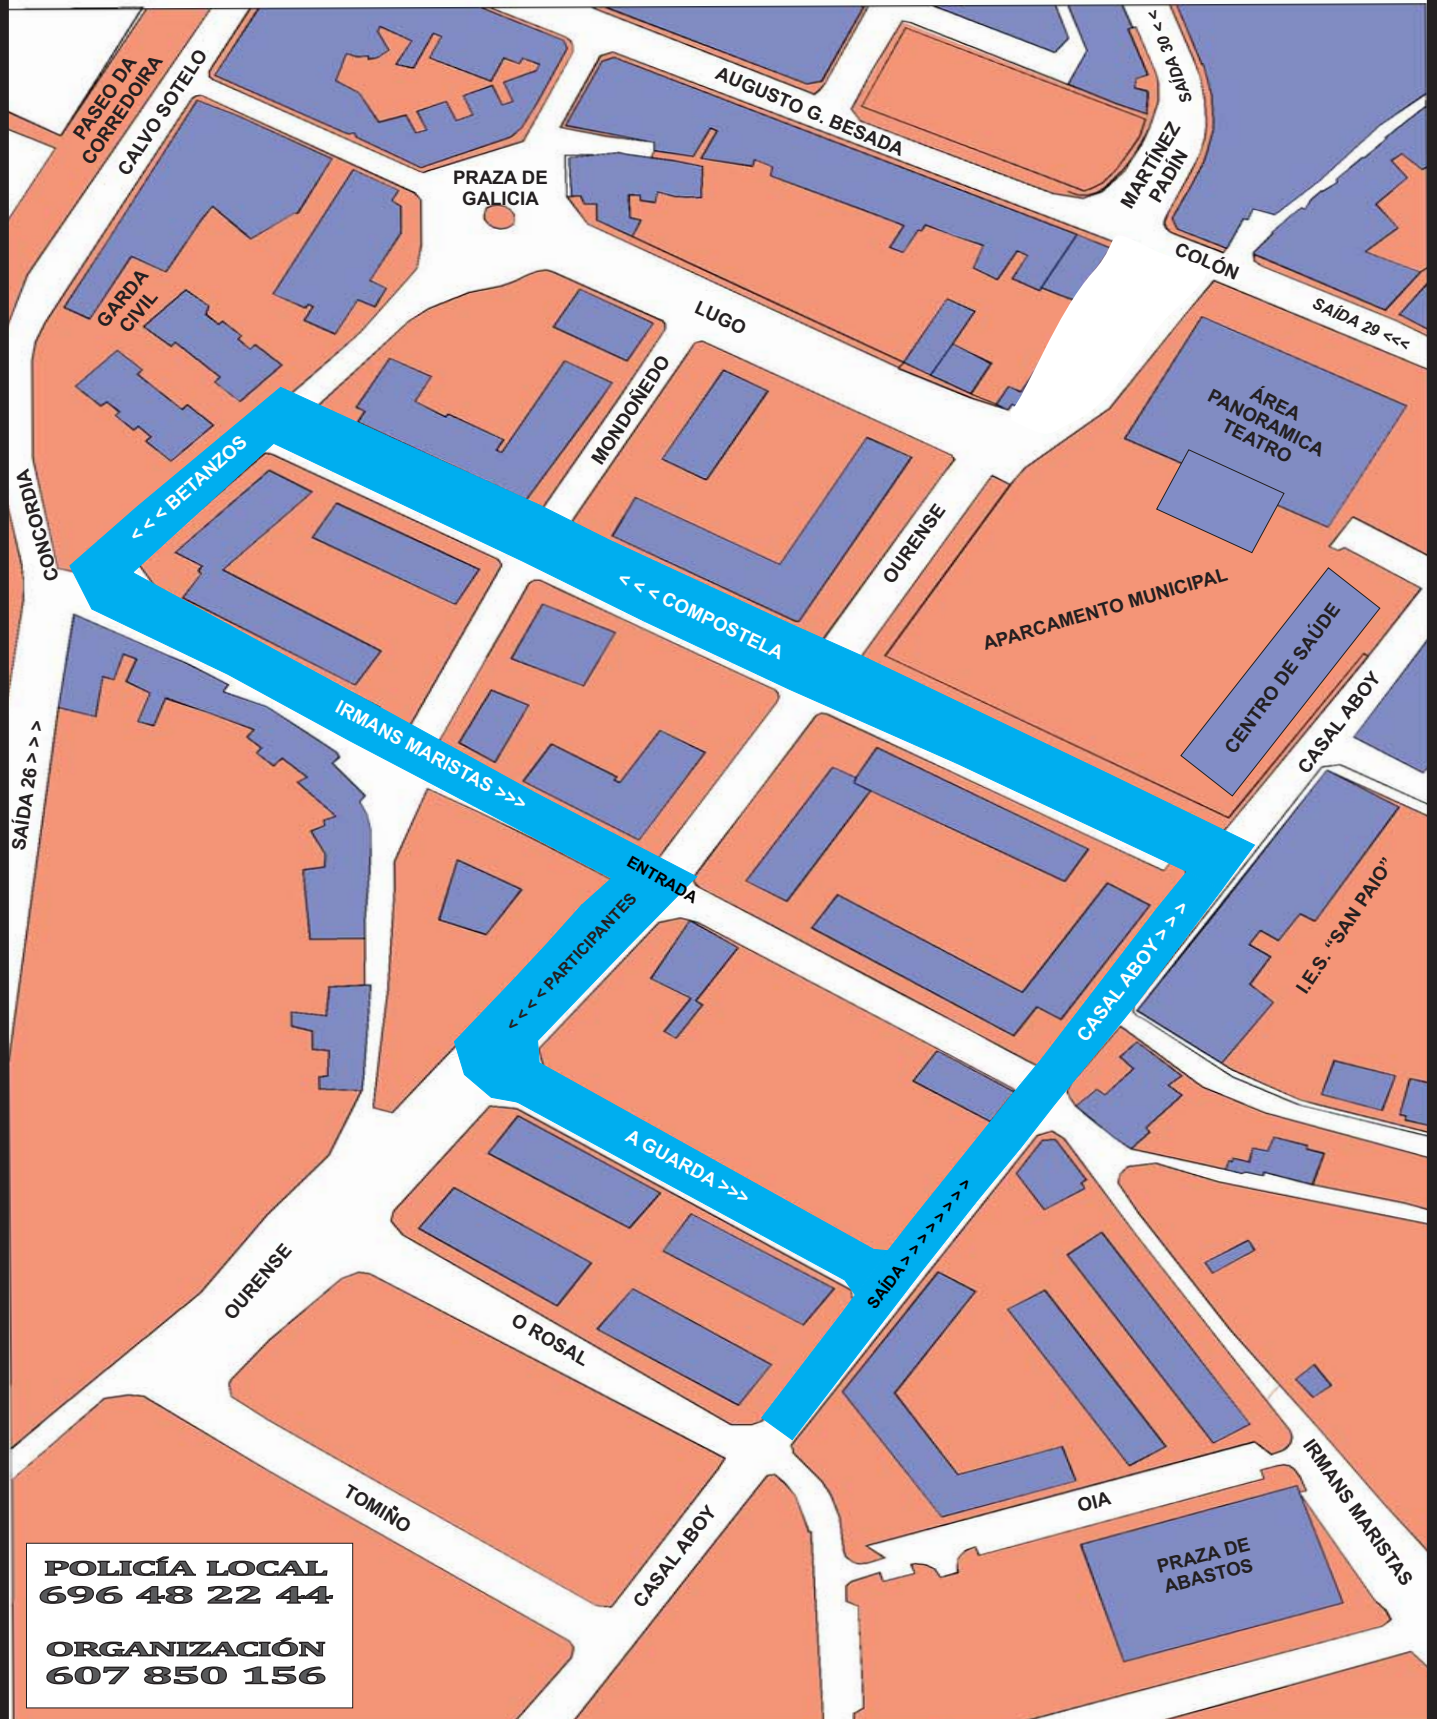 SAÍDA 30 < <
PASEO DA
CORREDOIRA
CALVO SOTELO
AUGUSTO G. BESADA
MARTÍNEZ
PADÍN
PRAZA DE
GALICIA
COLÓN
SAÍDA 29 <<<
GARDA
CIVIL
LUGO
MONDOÑEDO
ÁREA
PANORAMICA
TEATRO
CONCORDIA
< < < BETANZOS
OURENSE
< < < COMPOSTELA
APARCAMENTO MUNICIPAL
CENTRO DE SAÚDE
CASAL ABOY
SAÍDA 26 > > >
IRMANS MARISTAS >>>
ENTRADA
< < < < PARTICIPANTES
CASAL ABOY > > >
I.E.S. “SAN PAIO”
A GUARDA >>>
SAÍDA > > > > > > > >
OURENSE
O ROSAL
TOMIÑO
CASAL ABOY
OIA
IRMANS MARISTAS
PRAZA DE
ABASTOS
POLICÍA LOCAL
696 48 22 44
ORGANIZACIÓN
607 850 156